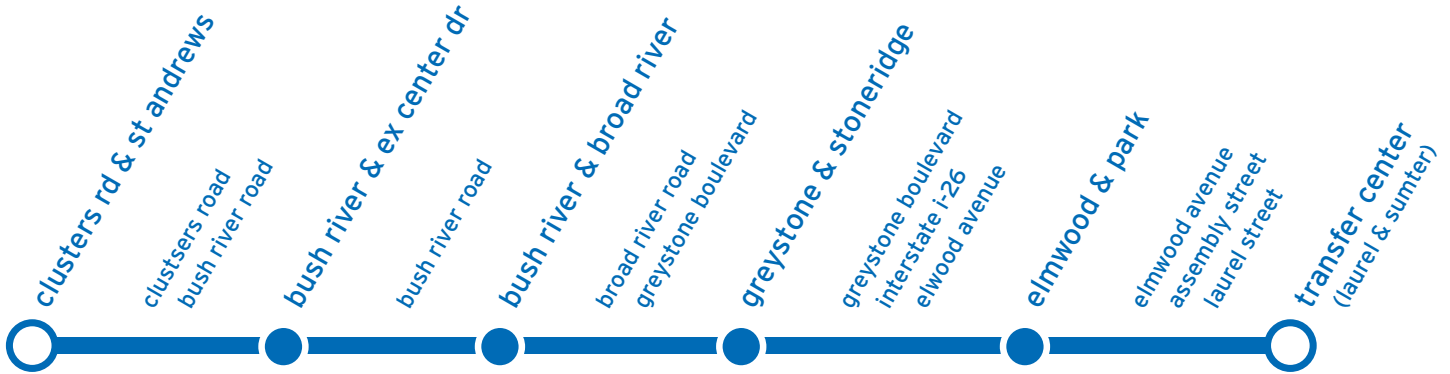 clusters rd & st andrews
clustsers road
bush river road
bush river & ex center dr
bush river road
bush river & broad river
broad river road
greystone boulevard
greystone & stoneridge
greystone boulevard
interstate i-26
elwood avenue
elmwood & park
elmwood avenue
assembly street
laurel street
transfer center
(laurel & sumter)